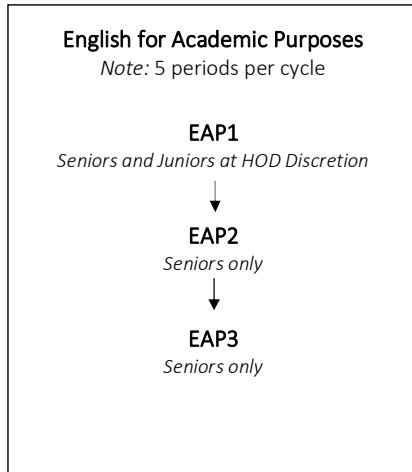 English for Academic Purposes
Note: 5 periods per cycle
EAP1
Seniors and Juniors at HOD Discretion
EAP2
Seniors only
EAP3
Seniors only